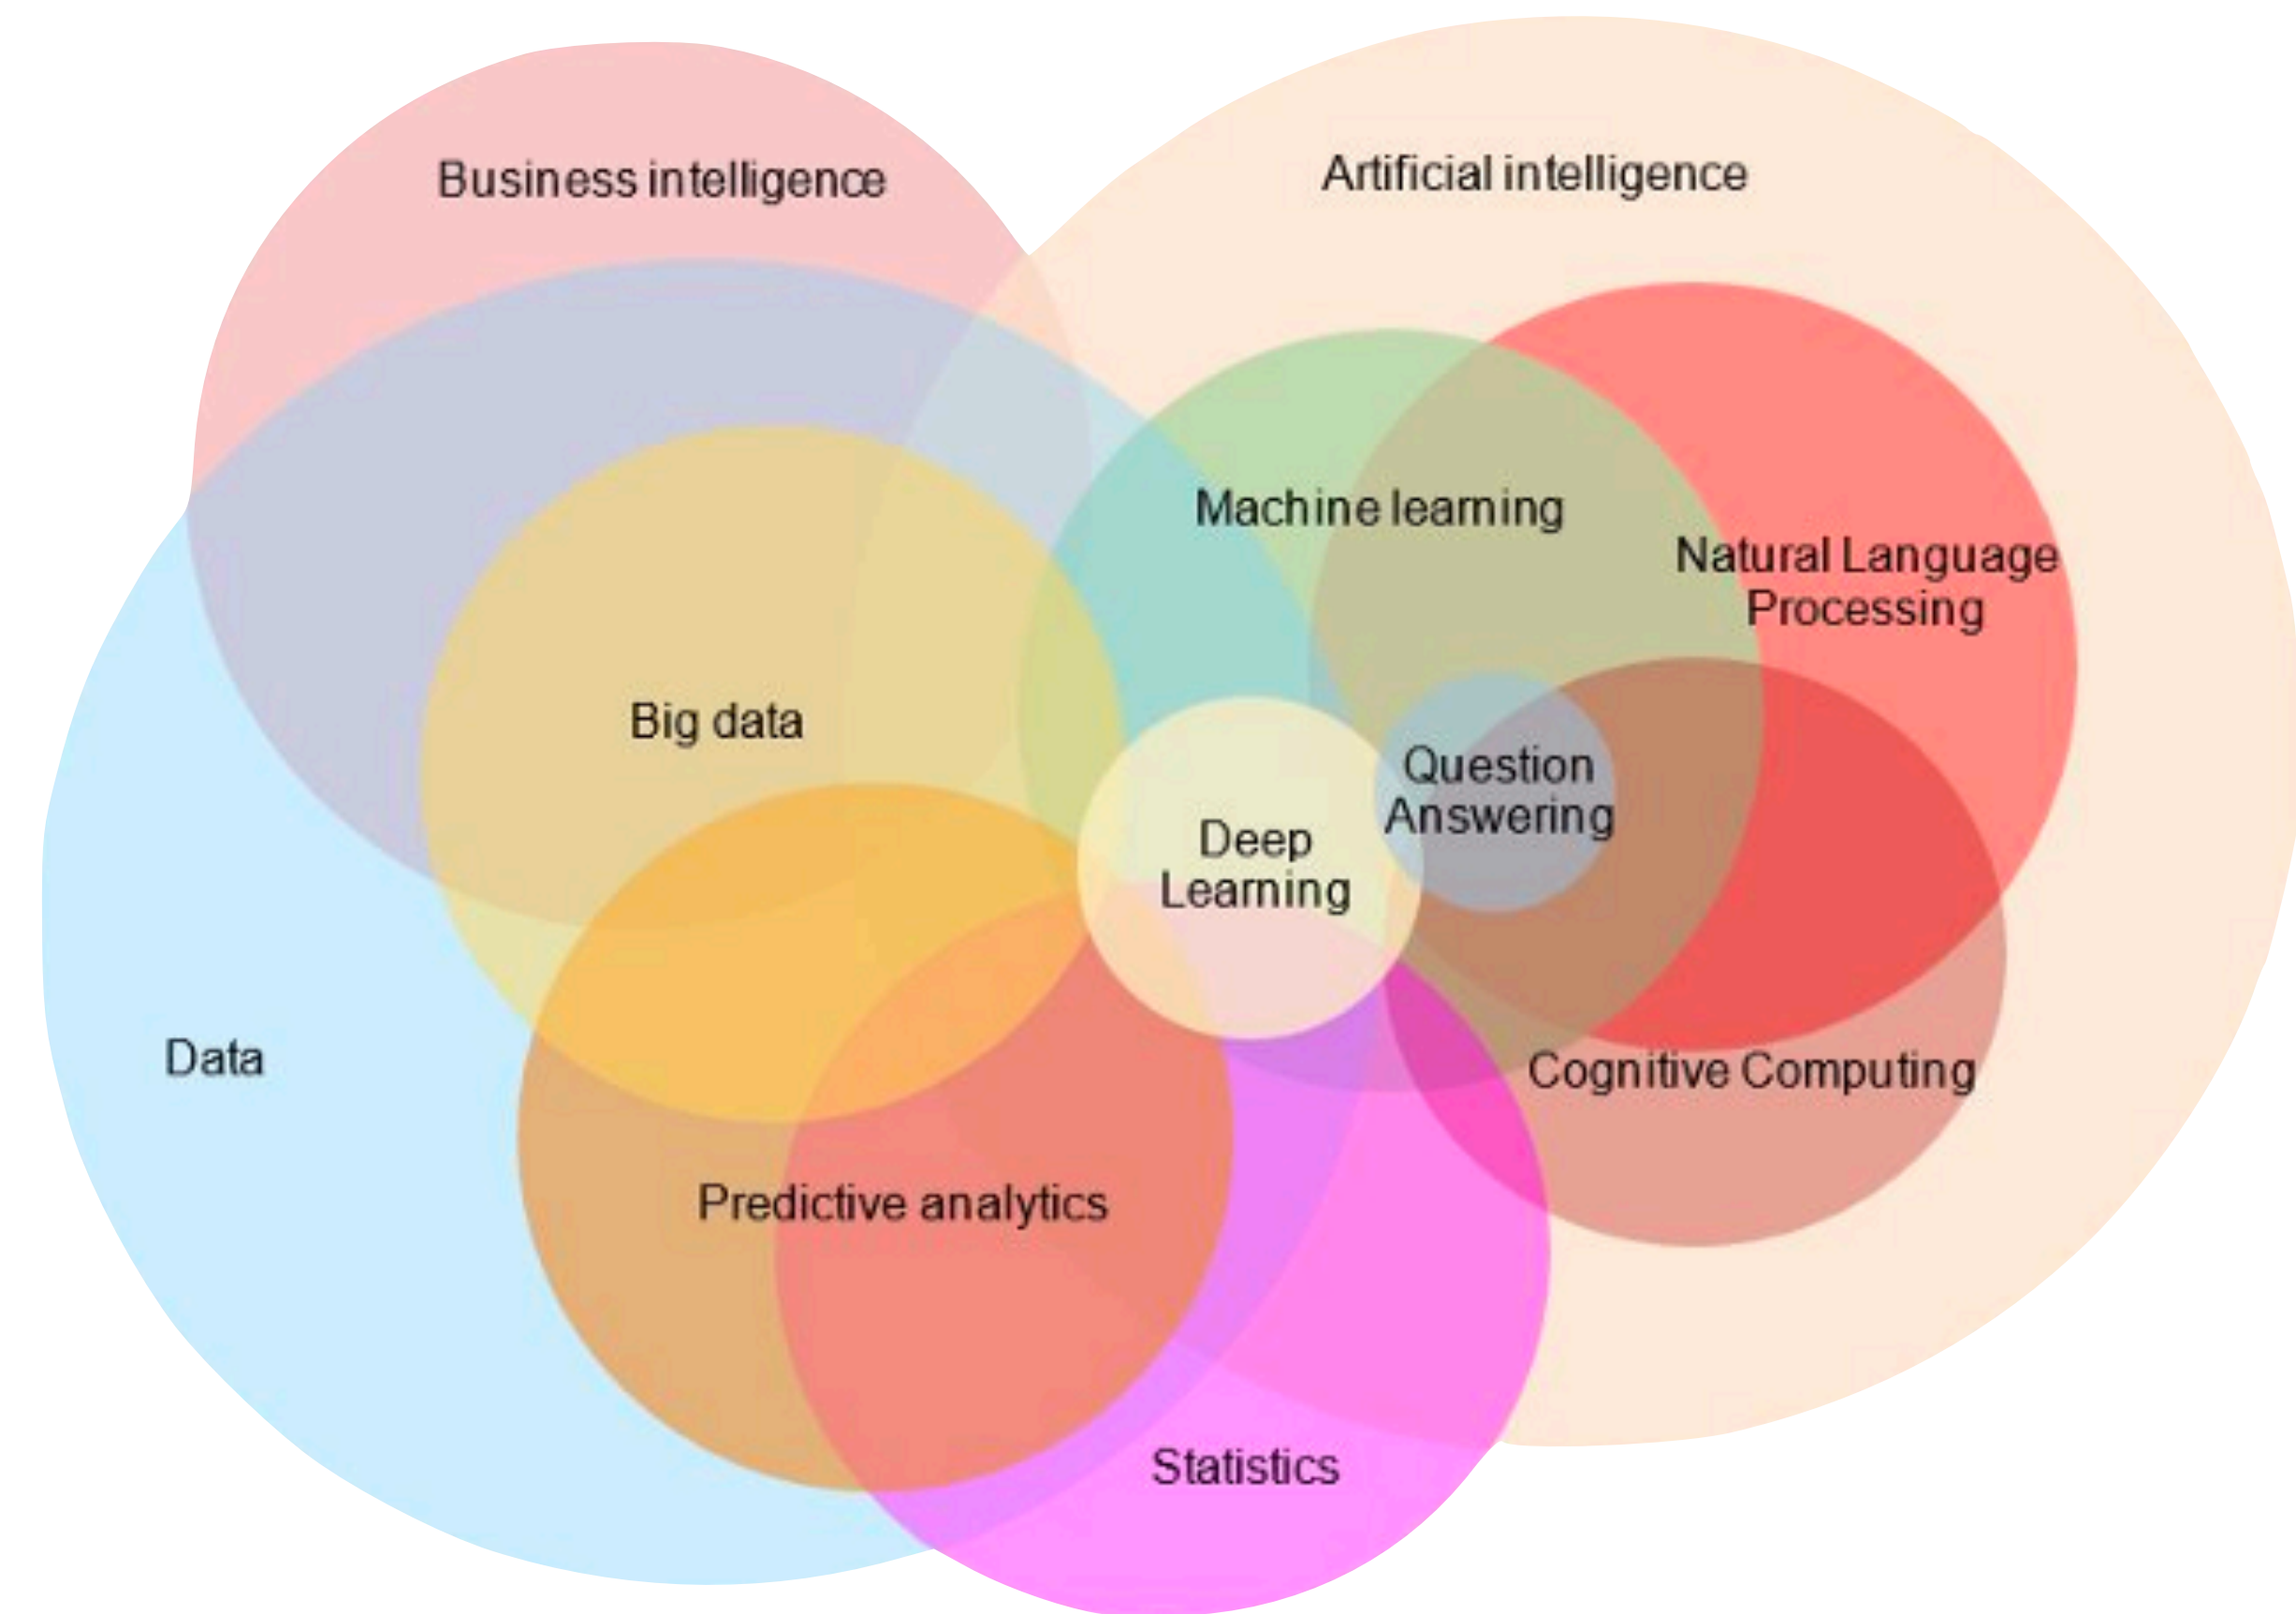 Business intelligence
Artificial intelligence
Machine learning
Natural Language
Processing
Big data
Question
Answering
Deep
Learning
Data
Cognitive Computing
Predictive analytics
Statistics